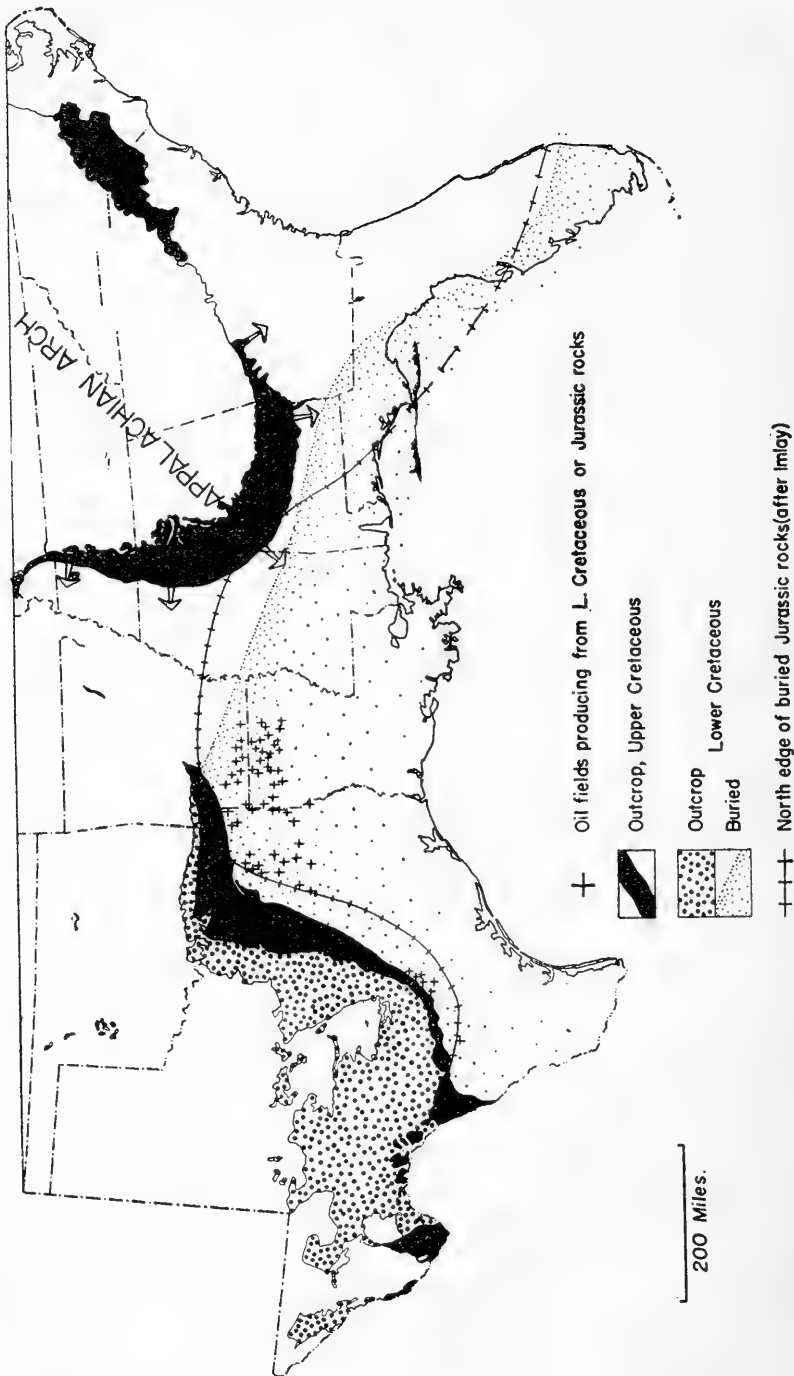 APPALACHIAN ARCH
Oil fields producing from L. Cretaceous or Jurassic rocks
Outcrop, Upper Cretaceous
Outcrop
Lower Cretaceous
Buried
North edge of buried Jurassic rocks(after Imlay)
200 Miles.